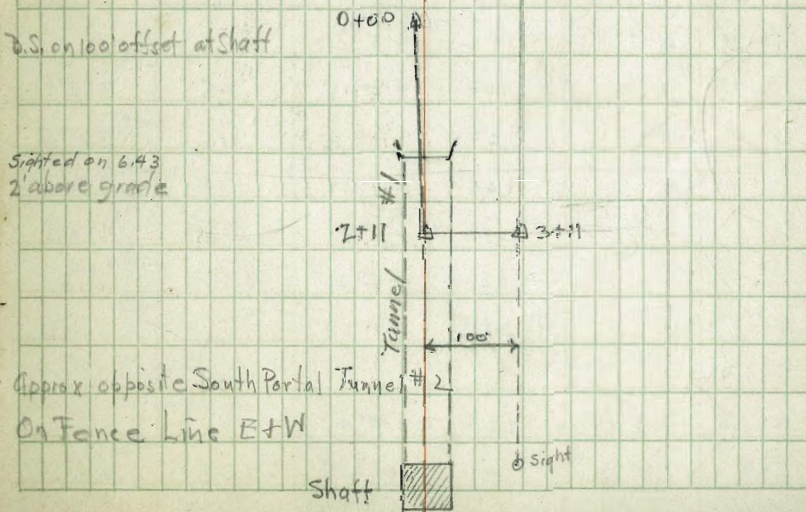 0+00
B.S. on 100' offset at Shaft
Sighted on 6.43
2' above grade
Tunnel #1
2+11
3+11
100'
Approx opposite South Portal Tunnel # 2
On Fence Line E+W
Sight
Shaft